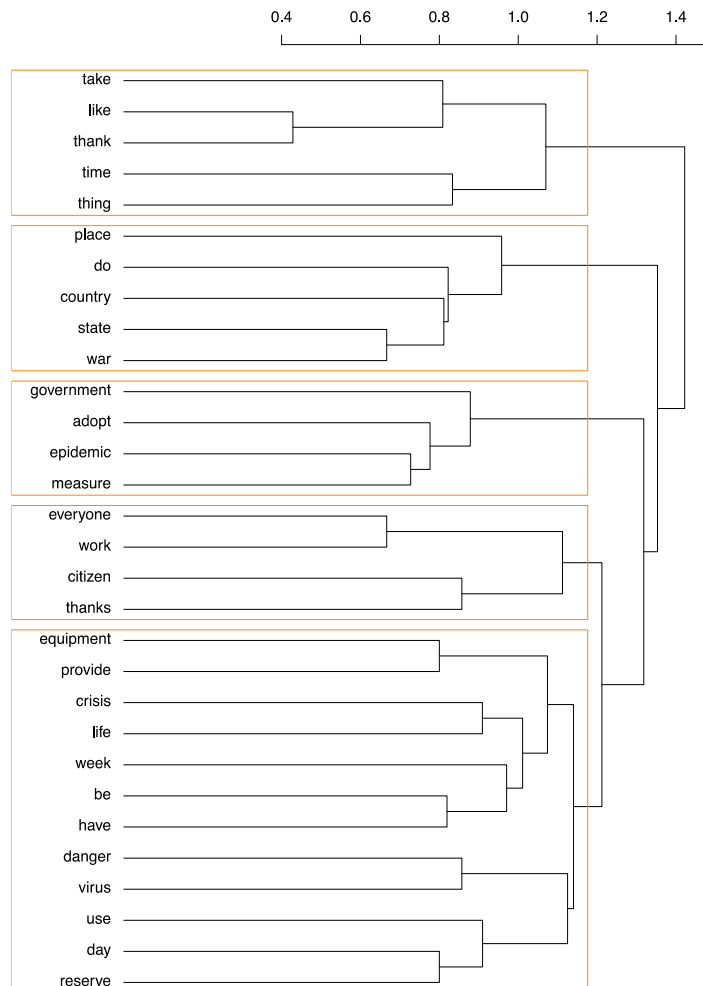 0.4 0.6 0.8 1.0 1.2 1.4
take
like
thank
time
thing
place
do
country
state
war
government
adopt
epidemic
measure
everyone
work
citizen
thanks
equipment
provide
crisis
life
week
be
have
danger
virus
use
day
reserve